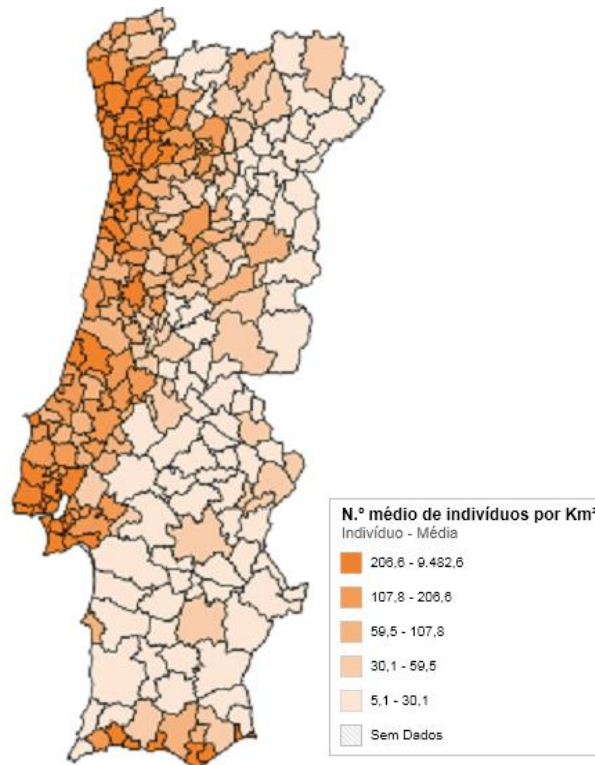 N.º médio de indivíduos por Km²
Indivíduo - Média
206,6 - 9.482,6
107,8 - 206,6
59,5 - 107,8
30,1 - 59,5
5,1 - 30,1
Sem Dados